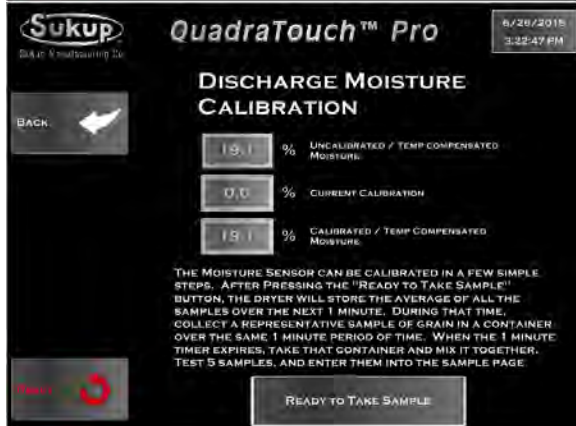 Sukup
QuadraTouch™ Pro
6/26/2015
3:22:47 PM
Sukup Manufacturing Co.
DISCHARGE MOISTURE
CALIBRATION
BACK
19.1 % UNCALIBRATED / TEMP COMPENSATED
MOISTURE
0.0 % CURRENT CALIBRATION
19.1 % CALIBRATED / TEMP COMPENSATED
MOISTURE
THE MOISTURE SENSOR CAN BE CALIBRATED IN A FEW SIMPLE
STEPS. AFTER PRESSING THE "READY TO TAKE SAMPLE"
BUTTON, THE DRYER WILL STORE THE AVERAGE OF ALL THE
SAMPLES OVER THE NEXT 1 MINUTE. DURING THAT TIME,
COLLECT A REPRESENTATIVE SAMPLE OF GRAIN IN A CONTAINER
OVER THE SAME 1 MINUTE PERIOD OF TIME. WHEN THE 1 MINUTE
TIMER EXPIRES, TAKE THAT CONTAINER AND MIX IT TOGETHER.
TEST 5 SAMPLES, AND ENTER THEM INTO THE SAMPLE PAGE
READY TO TAKE SAMPLE